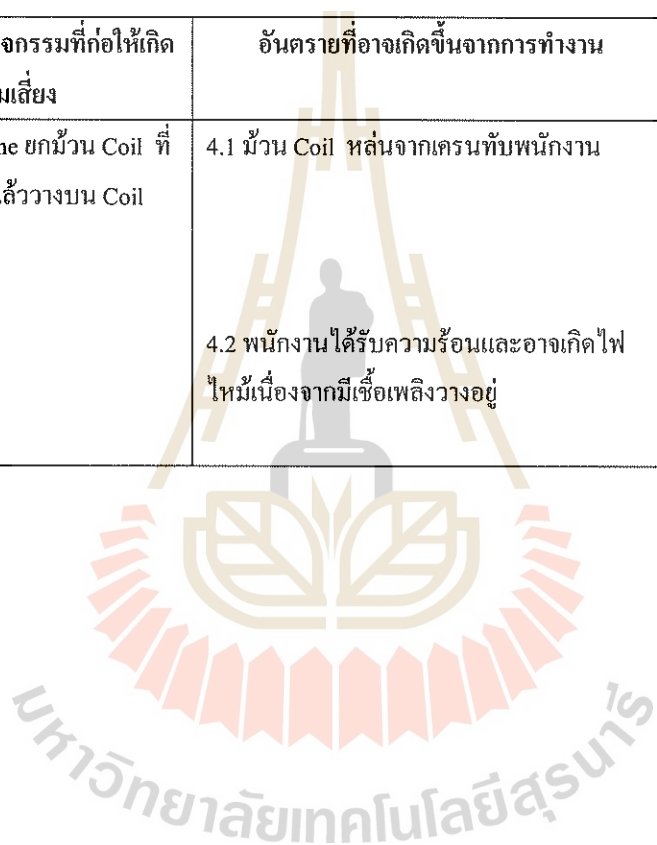 จกรรมที่ก่อให้เกิด
มเสี่ยง
อันตรายที่อาจเกิดขึ้นจากการทำงาน
ne ยกม้วน Coil ที่
ล้ววางบน Coil
4.1 ม้วน Coil หล่นจากเครนทับพนักงาน
4.2 พนักงานได้รับความร้อนและอาจเกิดไฟ
ไหม้เนื่องจากมีเชื้อเพลิงวางอยู่
มหาวิทยาลัยเทคโนโลยีสุรนารี